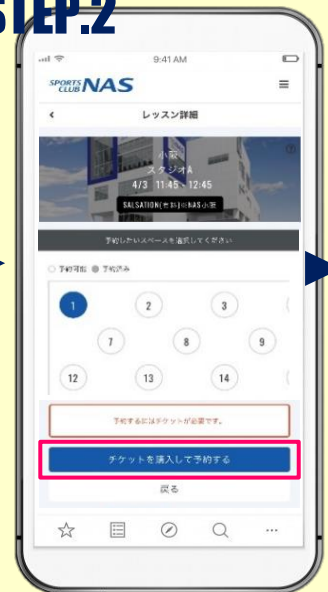 STEP.2
9:41 AM
SPORTS CLUB NAS
レッスン詳細
小阪
スタジオA
4/3 11:45 - 12:45
SALSATION(有料)※NAS小阪
予約したいスペースを選択してください
予約可能 予約済み
1 2 3
7 8 9
12 13 14
予約するにはチケットが必要です。
チケットを購入して予約する
戻る